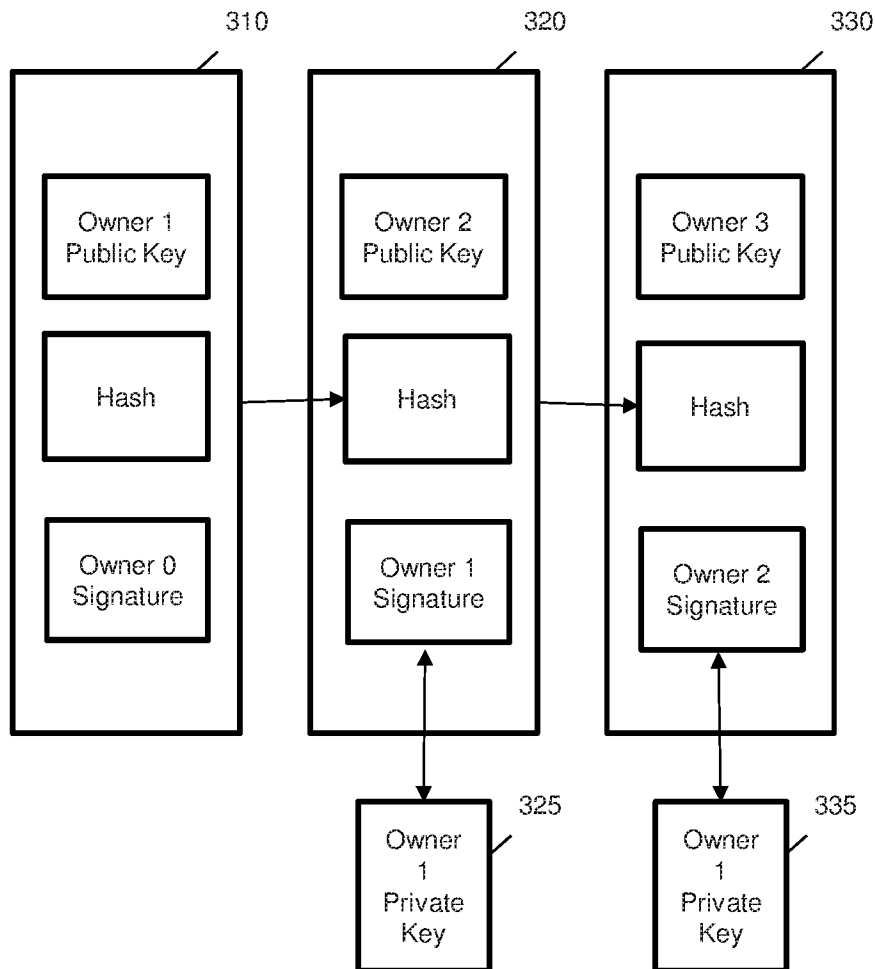 310
320
330
Owner 1
Public Key
Owner 2
Public Key
Owner 3
Public Key
Hash
Hash
Hash
Owner 0
Signature
Owner 1
Signature
Owner 2
Signature
325
335
Owner
1
Private
Key
Owner
1
Private
Key